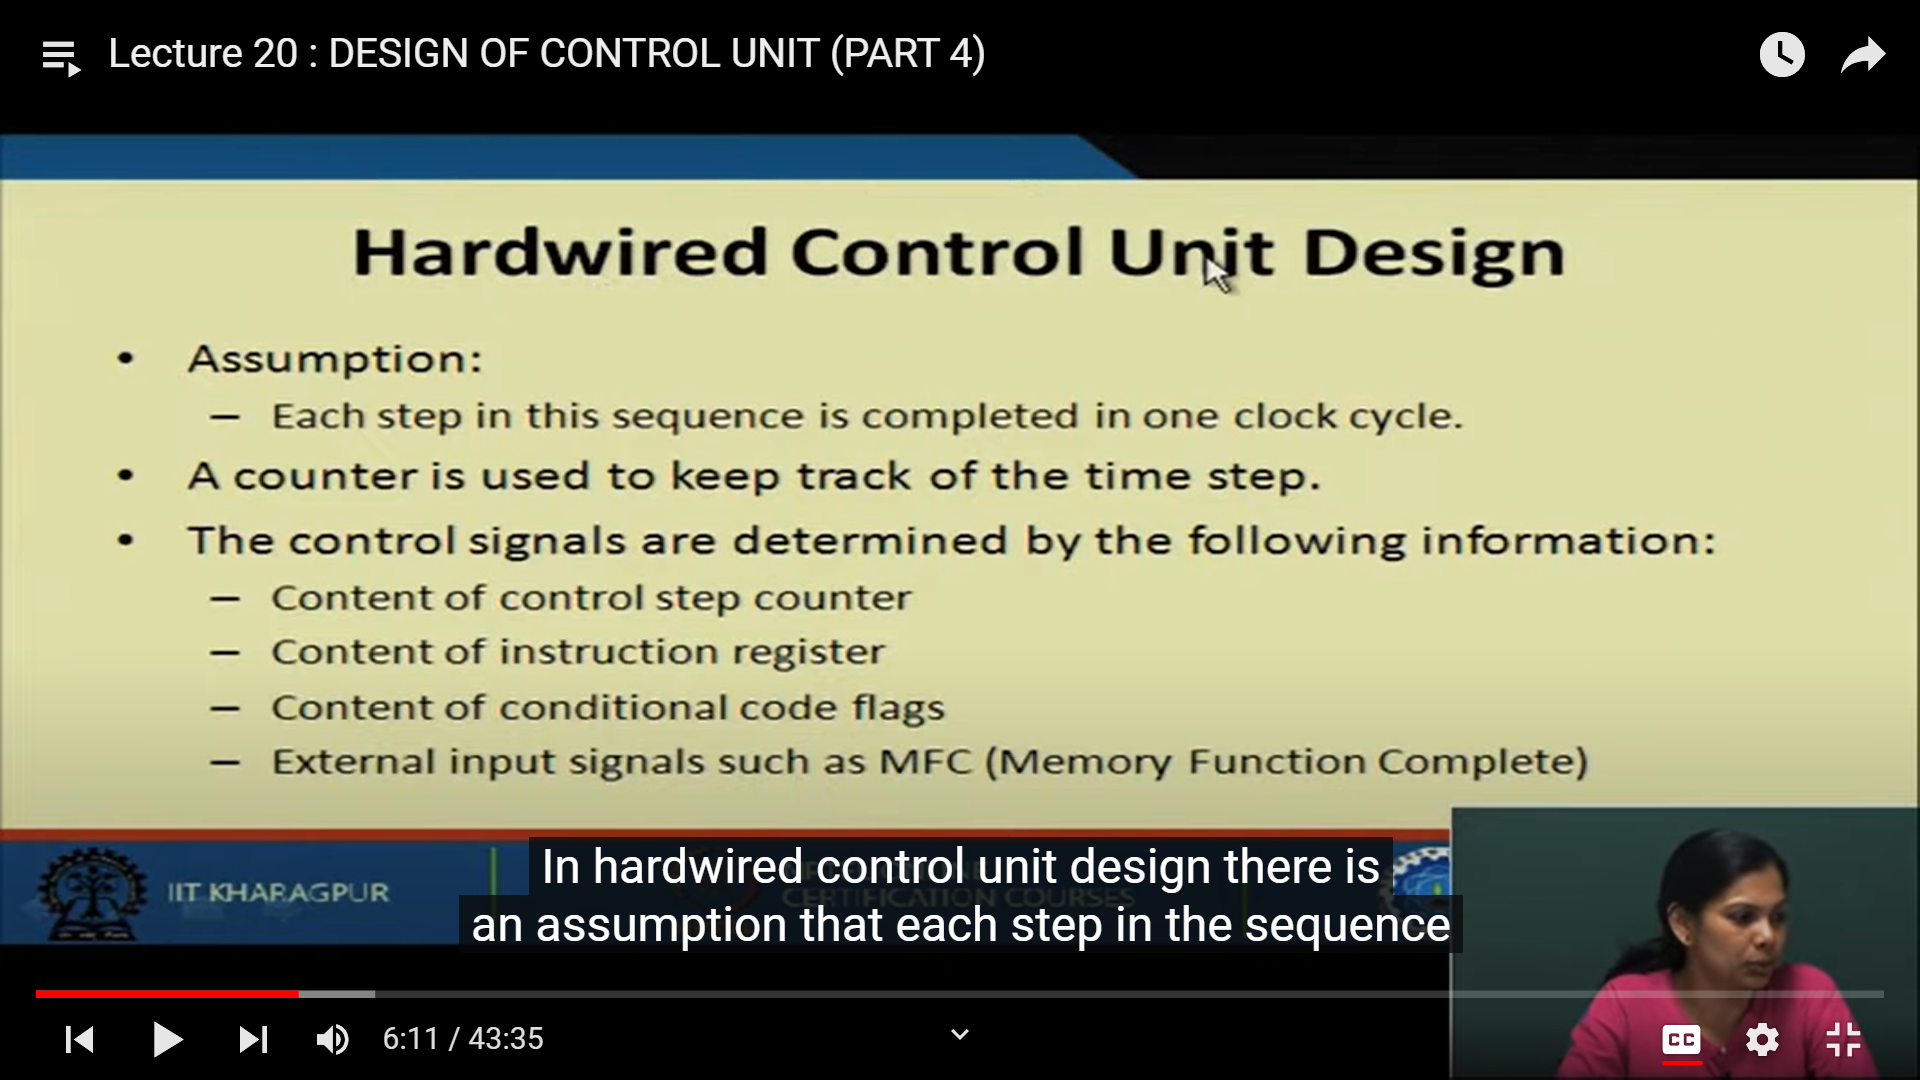 Lecture 20 : DESIGN OF CONTROL UNIT (PART 4)
Hardwired Control Unit Design
• Assumption:
– Each step in this sequence is completed in one clock cycle.
• A counter is used to keep track of the time step.
• The control signals are determined by the following information:
– Content of control step counter
– Content of instruction register
– Content of conditional code flags
– External input signals such as MFC (Memory Function Complete)
IIT KHARAGPUR
CERTIFICATION COURSES
In hardwired control unit design there is
an assumption that each step in the sequence
6:11 / 43:35
CC